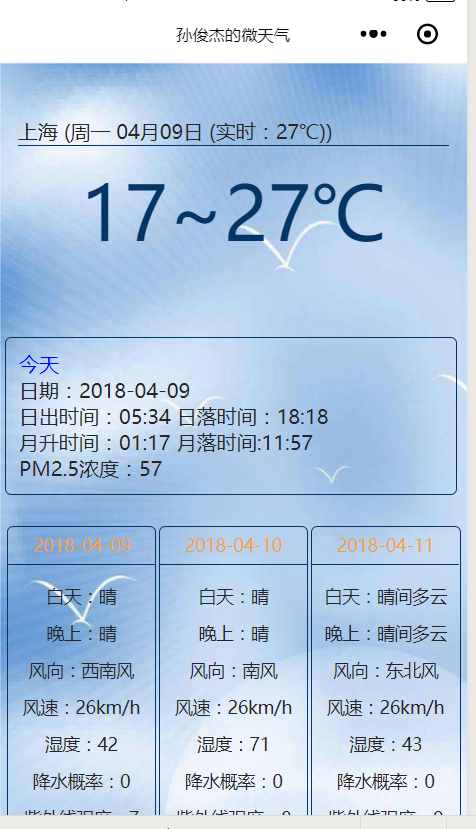 孙俊杰的微天气
上海 (周一 04月09日 (实时：27℃))
17~27℃
今天
日期：2018-04-09
日出时间：05:34 日落时间：18:18
月升时间：01:17 月落时间:11:57
PM2.5浓度：57
2018-04-09 2018-04-10 2018-04-11
白天：晴 白天：晴 白天：晴间多云
晚上：晴 晚上：晴 晚上：晴间多云
风向：西南风 风向：南风 风向：东北风
风速：26km/h 风速：26km/h 风速：26km/h
湿度：42 湿度：71 湿度：43
降水概率：0 降水概率：0 降水概率：0